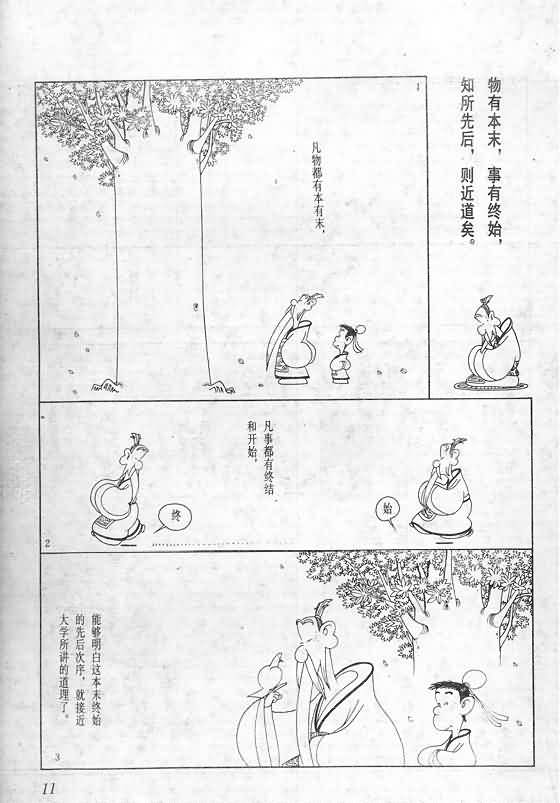 物有本末，事有终始，
知所先后，则近道矣。
1
凡物都有本有末，
2
凡事都有终结
和开始，
始
终
3
能够明白这本末终始
的先后次序，就接近
大学所讲的道理了。
11